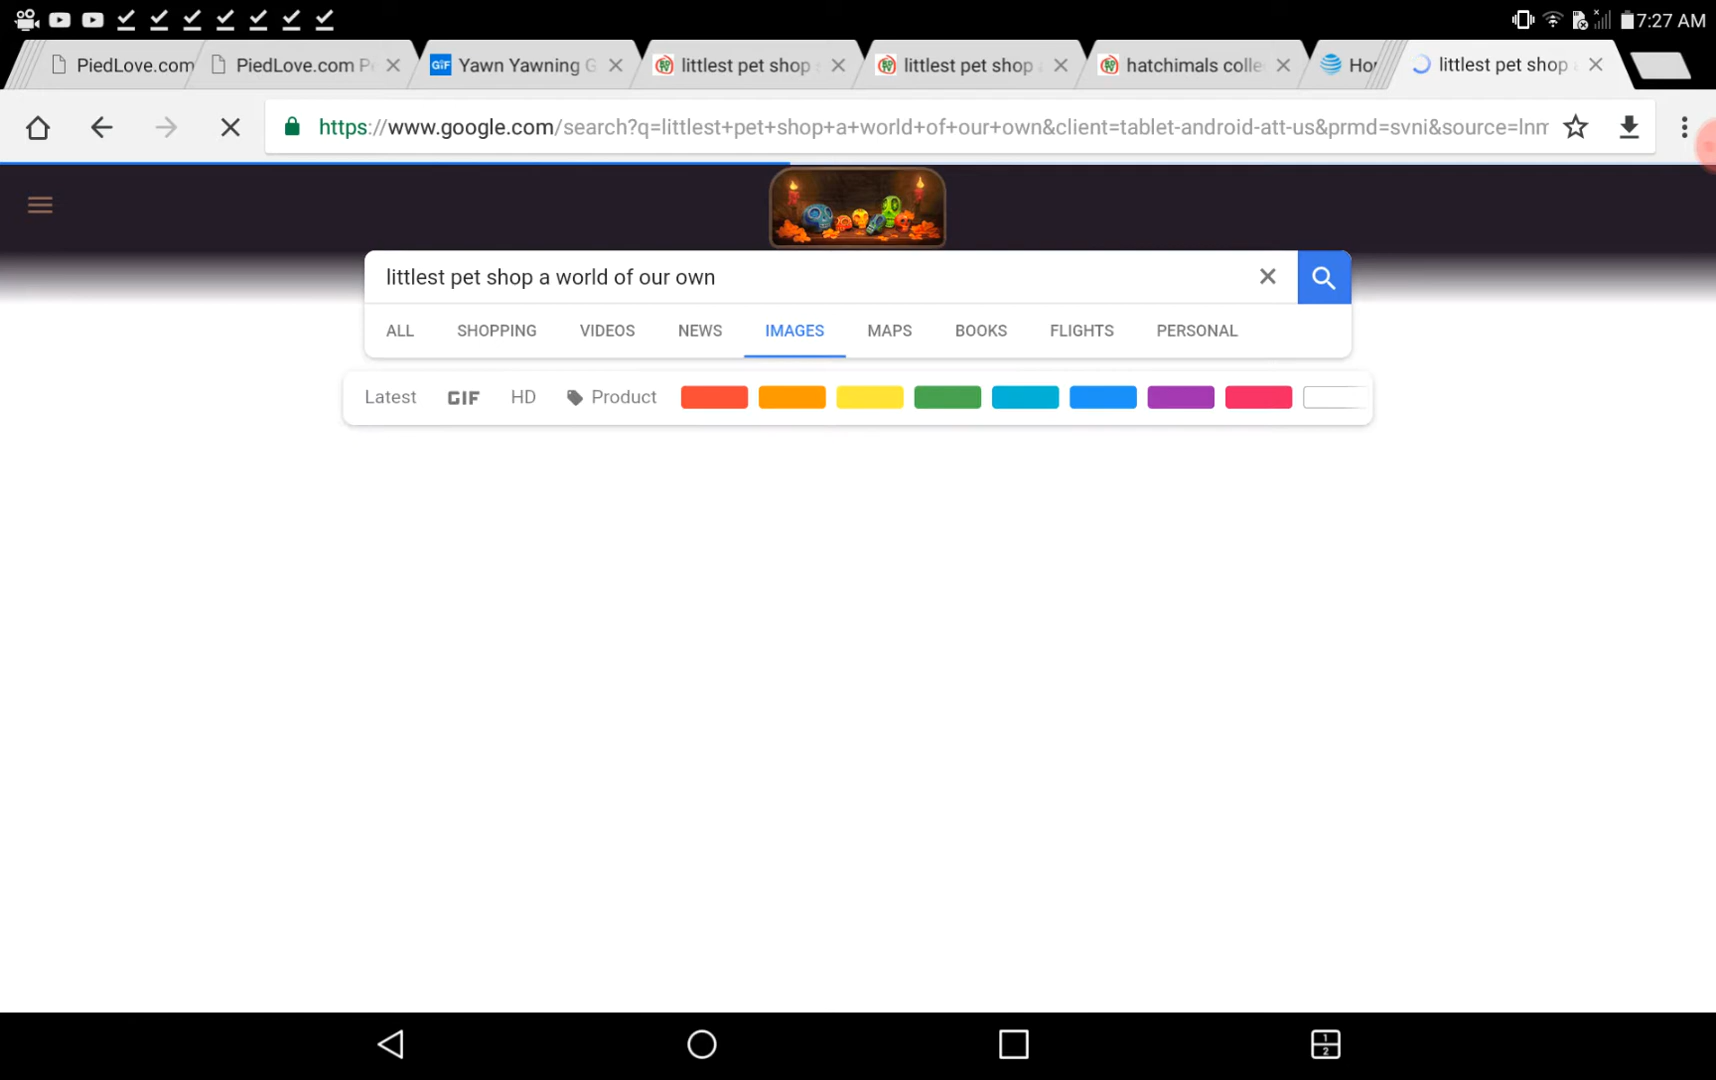 7:27 AM
PiedLove.com
PiedLove.com P
GIF Yawn Yawning G
littlest pet shop
littlest pet shop
hatchimals colle
Ho
littlest pet shop
https://www.google.com/search?q=littlest+pet+shop+a+world+of+our+own&client=tablet-android-att-us&prmd=svni&source=lnm
littlest pet shop a world of our own
ALL SHOPPING VIDEOS NEWS IMAGES MAPS BOOKS FLIGHTS PERSONAL
Latest GIF HD Product
1
2